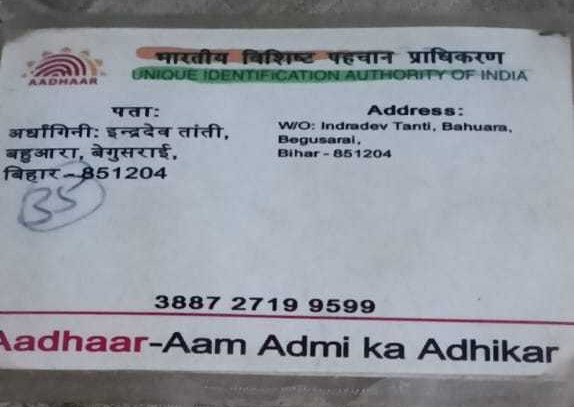 भारतीय विशिष्ट पहचान प्राधिकरण
UNIQUE IDENTIFICATION AUTHORITY OF INDIA
AADHAAR
पता:
अर्धांगिनी: इन्द्रदेव तांती,
बहुआरा, बेगुसराई,
बिहार - 851204
35
Address:
W/O: Indradev Tanti, Bahuara,
Begusarai,
Bihar - 851204
3887 2719 9599
Aadhaar-Aam Admi ka Adhikar